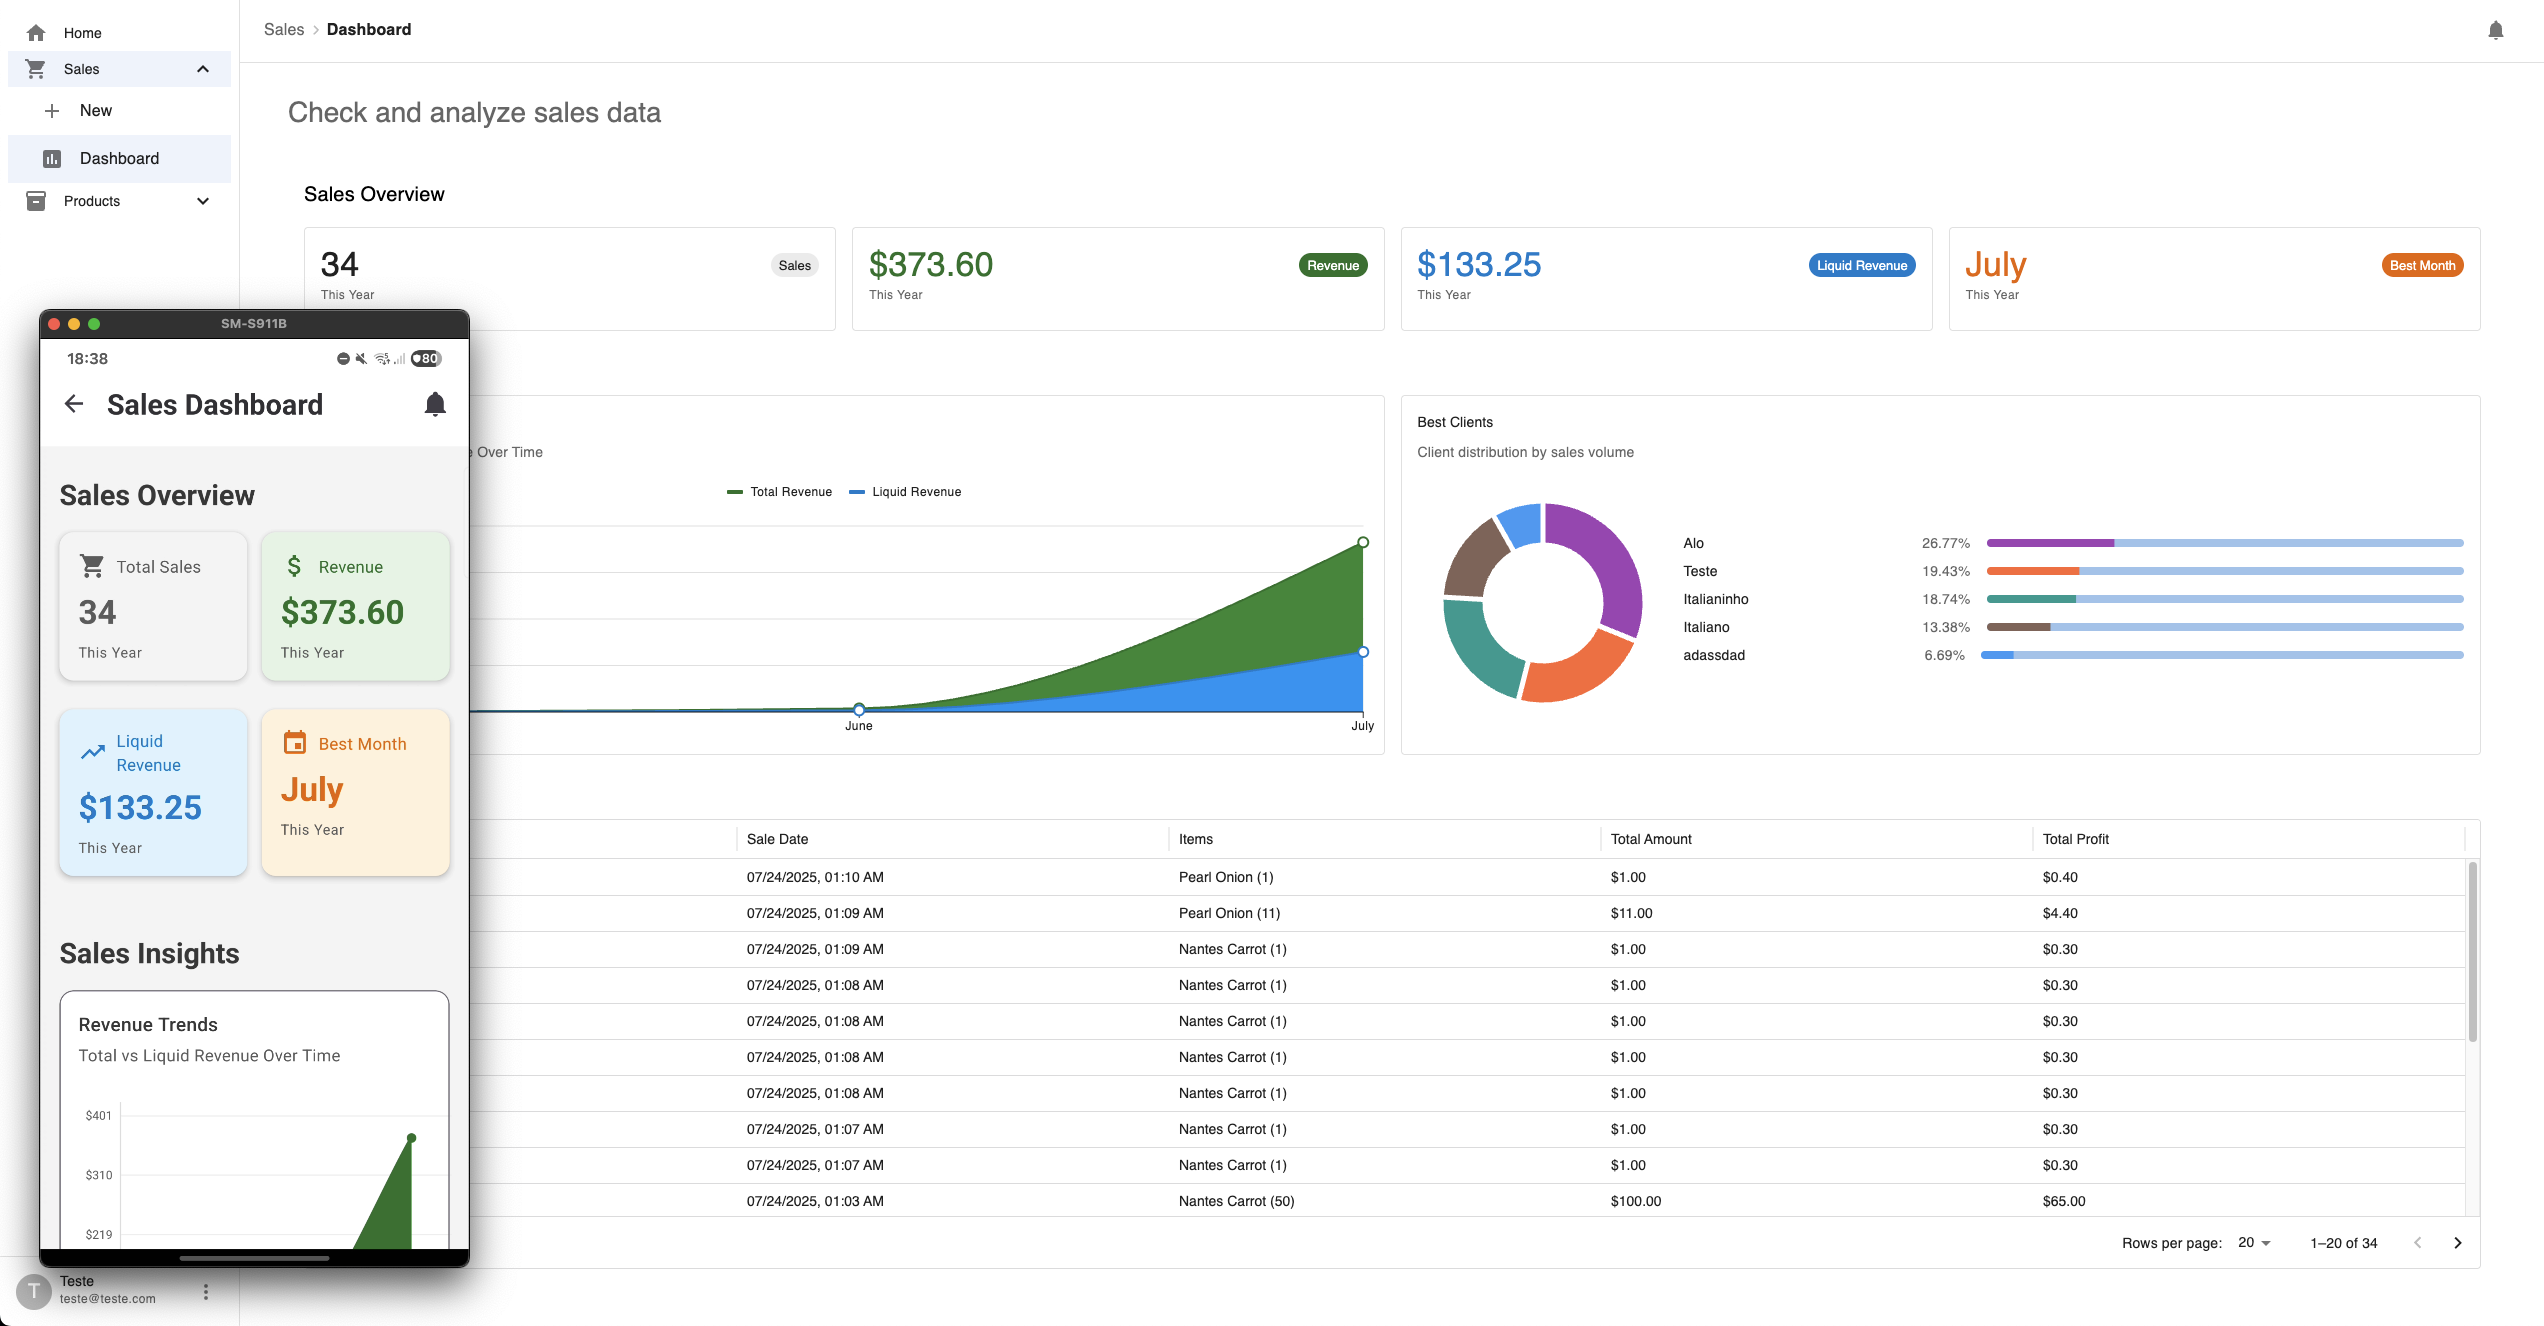 Home
Sales
New
Dashboard
Products
Sales › Dashboard
Check and analyze sales data
Sales Overview
34
Sales
This Year
$373.60
Revenue
This Year
$133.25
Liquid Revenue
This Year
July
Best Month
This Year
SM-S911B
18:38
80
Sales Dashboard
Sales Overview
Total Sales
34
This Year
Revenue
$373.60
This Year
Liquid
Revenue
$133.25
This Year
Best Month
July
This Year
Sales Insights
Revenue Trends
Total vs Liquid Revenue Over Time
$401
$310
$219
Over Time
Total Revenue
Liquid Revenue
June
July
Best Clients
Client distribution by sales volume
Alo 26.77%
Teste 19.43%
Italianinho 18.74%
Italiano 13.38%
adassdad 6.69%
Sale Date Items Total Amount Total Profit
07/24/2025, 01:10 AM Pearl Onion (1) $1.00 $0.40
07/24/2025, 01:09 AM Pearl Onion (11) $11.00 $4.40
07/24/2025, 01:09 AM Nantes Carrot (1) $1.00 $0.30
07/24/2025, 01:08 AM Nantes Carrot (1) $1.00 $0.30
07/24/2025, 01:08 AM Nantes Carrot (1) $1.00 $0.30
07/24/2025, 01:08 AM Nantes Carrot (1) $1.00 $0.30
07/24/2025, 01:08 AM Nantes Carrot (1) $1.00 $0.30
07/24/2025, 01:07 AM Nantes Carrot (1) $1.00 $0.30
07/24/2025, 01:07 AM Nantes Carrot (1) $1.00 $0.30
07/24/2025, 01:03 AM Nantes Carrot (50) $100.00 $65.00
Rows per page: 20 1–20 of 34
T
Teste
teste@teste.com